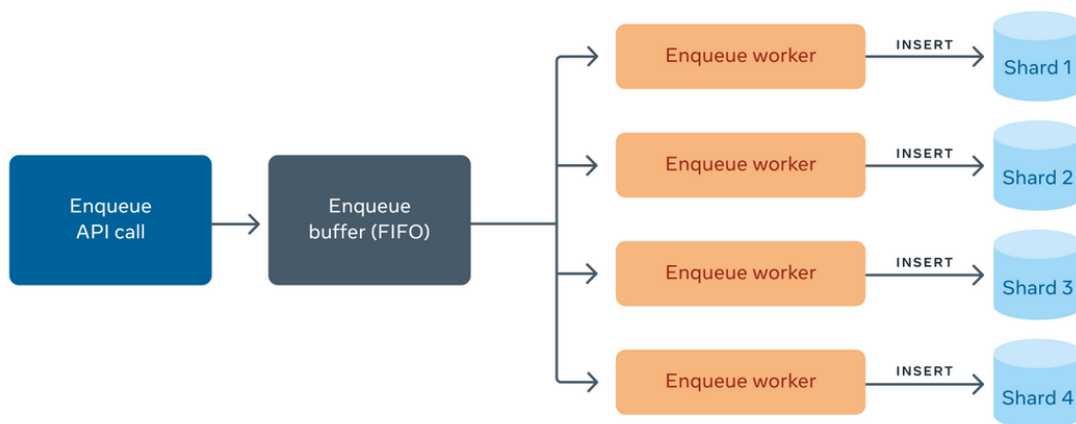 Enqueue
API call
Enqueue
buffer (FIFO)
Enqueue worker
INSERT
Shard 1
Enqueue worker
INSERT
Shard 2
Enqueue worker
INSERT
Shard 3
Enqueue worker
INSERT
Shard 4